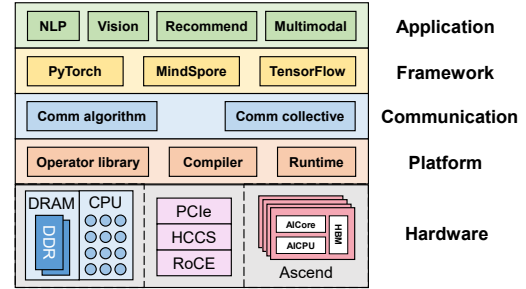 NLP Vision Recommend Multimodal Application
PyTorch MindSpore TensorFlow Framework
Comm algorithm Comm collective Communication
Operator library Compiler Runtime Platform
DRAM CPU
DDR
PCIe
HCCS
RoCE
AICore
AICPU
HBM
Ascend
Hardware